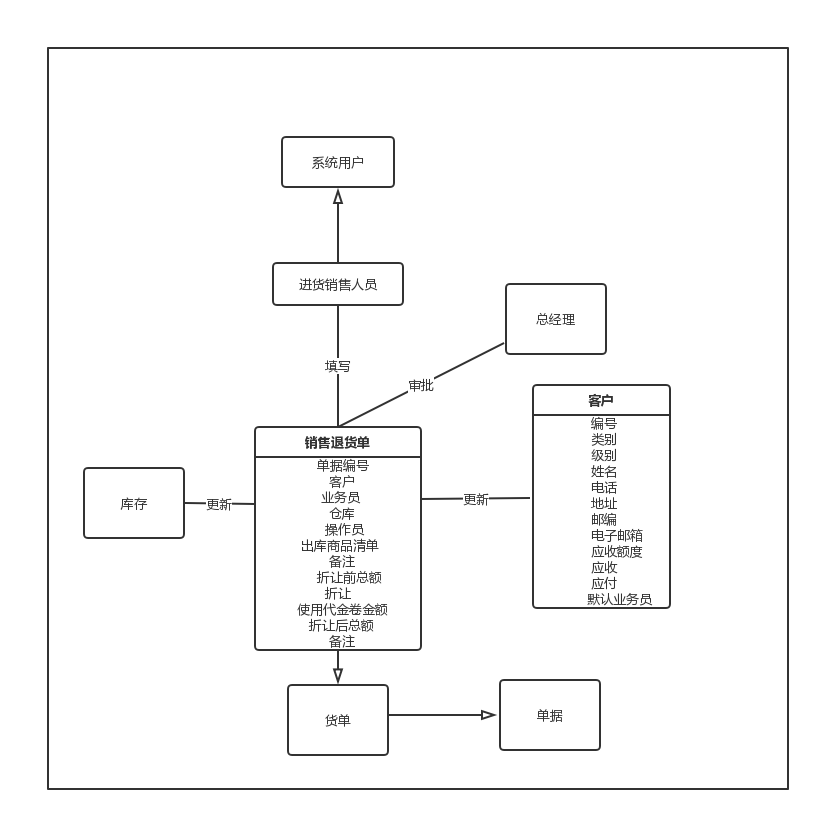 系统用户
进货销售人员
总经理
填写
审批
客户
编号
类别
级别
姓名
电话
地址
邮编
电子邮箱
应收额度
应收
应付
默认业务员
销售退货单
单据编号
客户
业务员
仓库
操作员
出库商品清单
备注
折让前总额
折让
使用代金卷金额
折让后总额
备注
库存
更新
更新
货单
单据